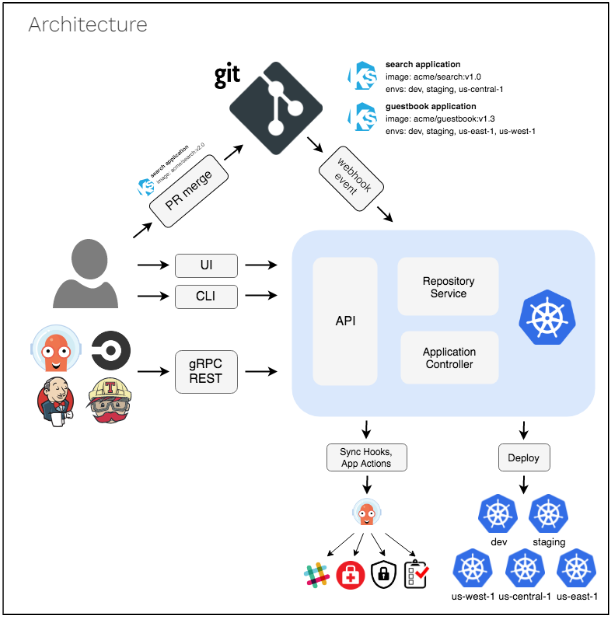 Architecture
git
KS
search application
image: acme/search:v1.0
envs: dev, staging, us-central-1
KS
guestbook application
image: acme/guestbook:v1.3
envs: dev, staging, us-east-1, us-west-1
KS
search application
image: acme/search:v2.0
PR merge
webhook
event
UI
CLI
gRPC
REST
API
Repository
Service
Application
Controller
Sync Hooks,
App Actions
Deploy
T
dev
staging
us-west-1
us-central-1
us-east-1